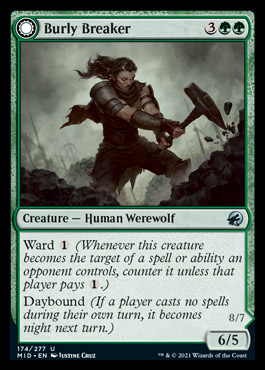 Burly Breaker 3
Creature — Human Werewolf
Ward 1 (Whenever this creature
becomes the target of a spell or ability an
opponent controls, counter it unless that
player pays 1.)
Daybound (If a player casts no spells
during their own turn, it becomes
night next turn.)
8/7
6/5
174/277 U
MID • EN JUSTINE CRUZ
™ & © 2021 Wizards of the Coast